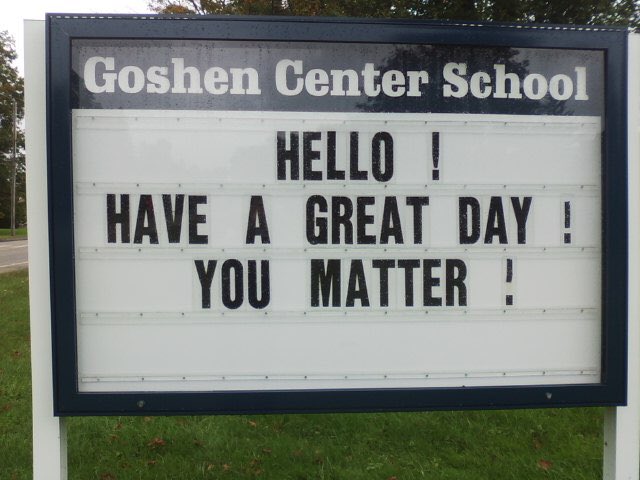 Goshen Center School
HELLO !
HAVE A GREAT DAY !
YOU MATTER !